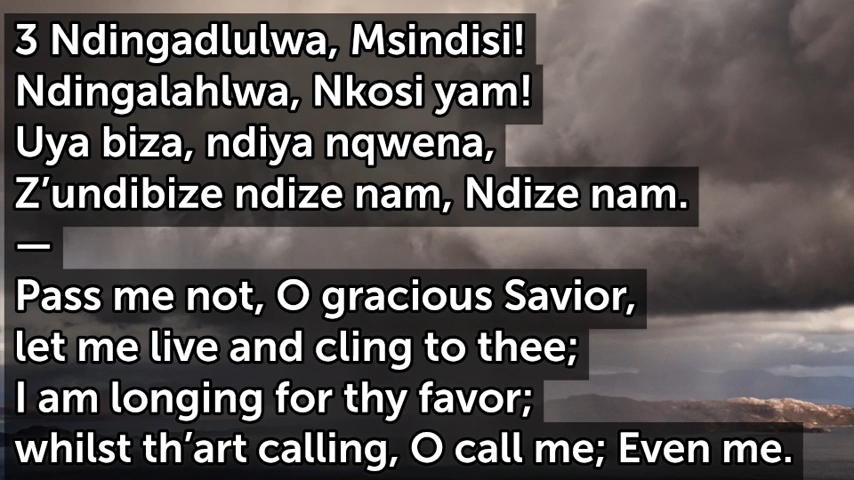 3 Ndingadlulwa, Msindisi!
Ndingalahlwa, Nkosi yam!
Uya biza, ndiya nqwena,
Z’undibize ndize nam, Ndize nam.
—
Pass me not, O gracious Savior,
let me live and cling to thee;
I am longing for thy favor;
whilst th’art calling, O call me; Even me.